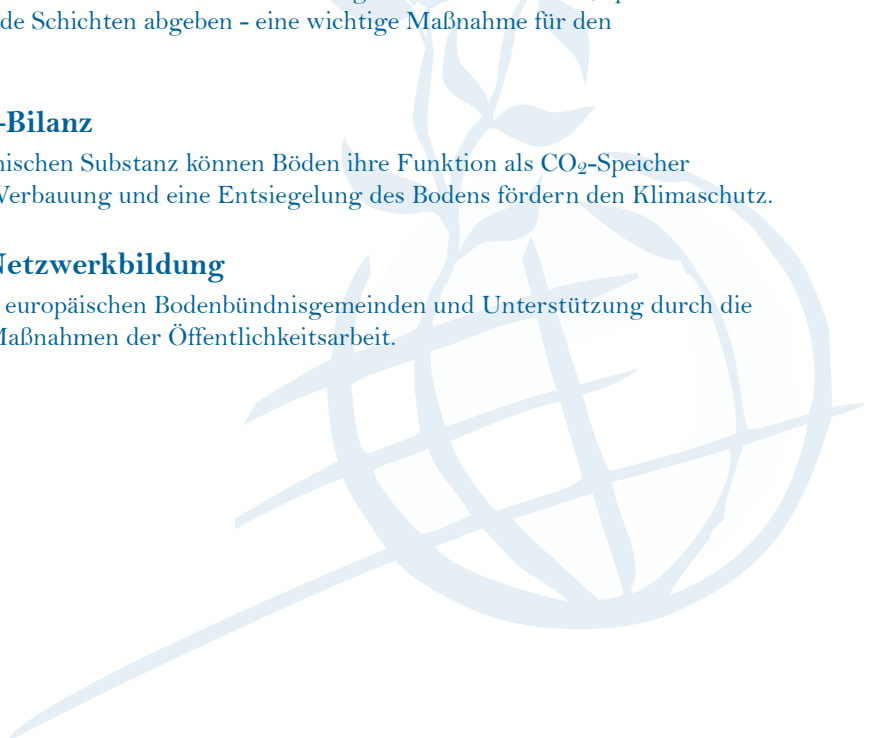 de Schichten abgeben - eine wichtige Maßnahme für den
-Bilanz
nischen Substanz können Böden ihre Funktion als CO₂-Speicher
Verbauung und eine Entsiegelung des Bodens fördern den Klimaschutz.
Netzwerkbildung
europäischen Bodenbündnisgemeinden und Unterstützung durch die
Maßnahmen der Öffentlichkeitsarbeit.